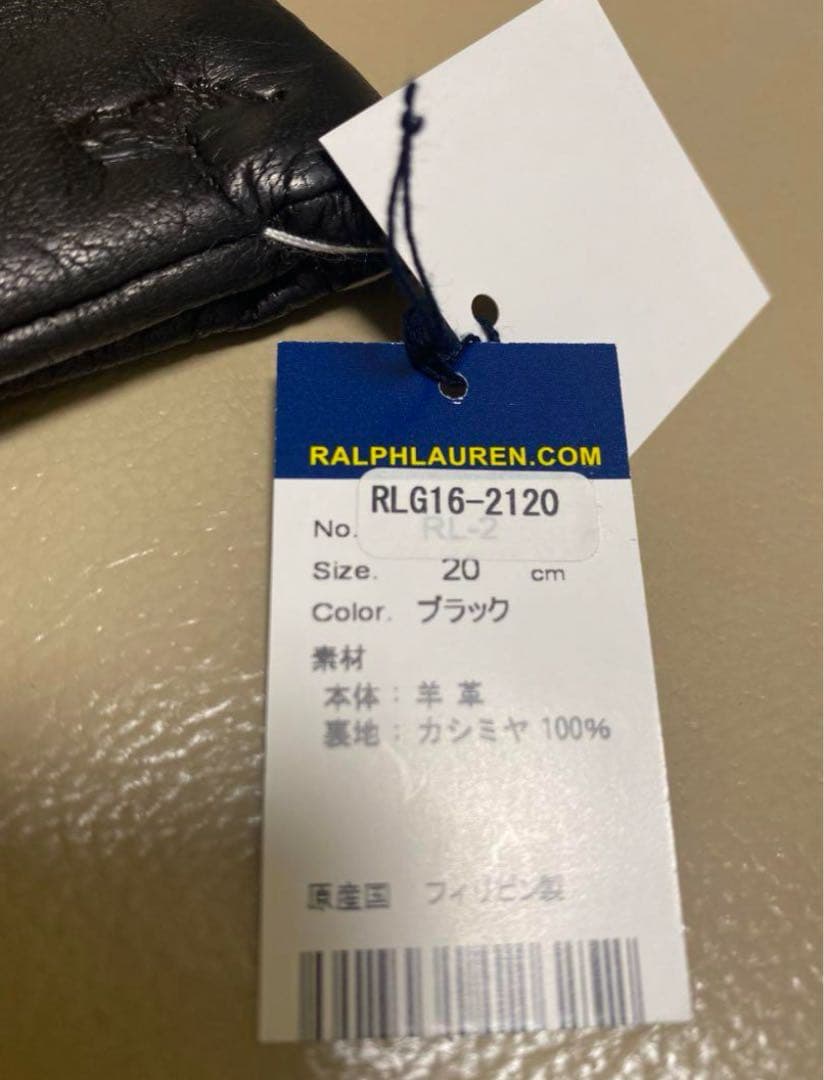 RALPHLAUREN.COM
RLG16-2120
No. RL-2
Size. 20 cm
Color. ブラック
素材
本体：羊 革
裏地：カシミヤ 100%
原産国 フィリピン製